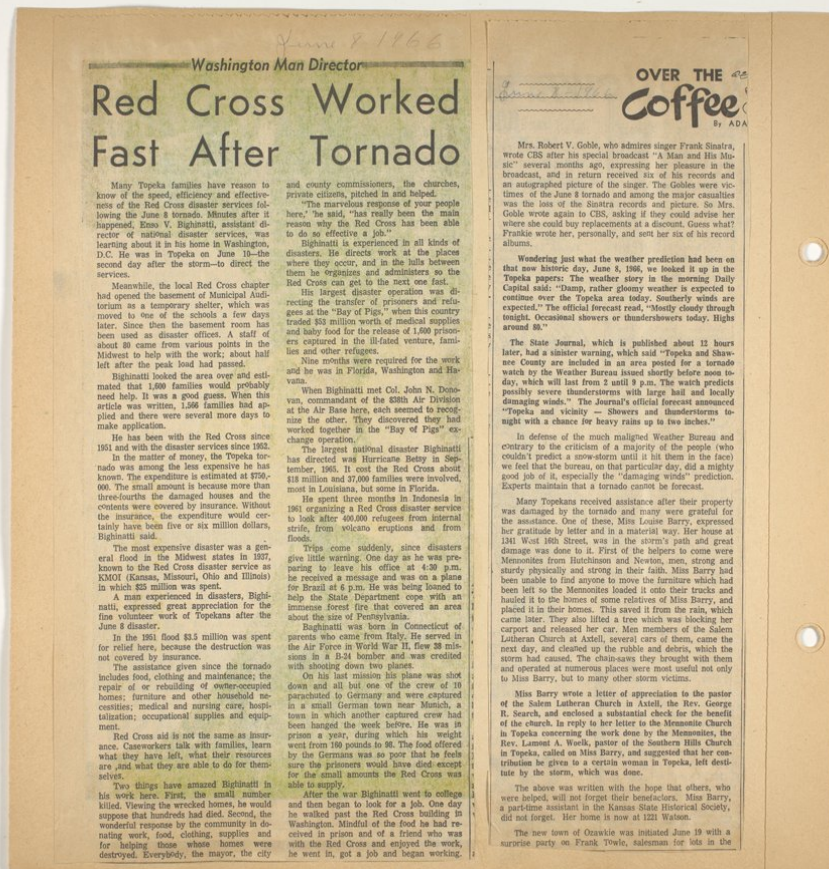 June 8 1966
Washington Man Director
Red Cross Worked
Fast After Tornado
Many Topeka families have reason to
know of the speed, efficiency and effective-
ness of the Red Cross disaster services fol-
lowing the June 8 tornado. Minutes after it
happened, Enso V. Bighinatti, assistant di-
rector of national disaster services, was
learning about it in his home in Washington,
D.C. He was in Topeka on June 10—the
second day after the storm—to direct the
services.
Meanwhile, the local Red Cross chapter
had opened the basement of Municipal Aud-
itorium as a temporary shelter, which was
moved to one of the schools a few days
later. Since then the basement room has
been used as disaster offices. A staff of
about 80 came from various points in the
Midwest to help with the work; about half
left after the peak load had passed.
Bighinatti looked the area over and esti-
mated that 1,600 families would probably
need help. It was a good guess. When this
article was written, 1,566 families had ap-
plied and there were several more days to
make application.
He has been with the Red Cross since
1951 and with the disaster services since 1952.
In the matter of money, the Topeka tor-
nado was among the less expensive he has
known. The expenditure is estimated at $750,-
000. The small amount is because more than
three-fourths the damaged houses and the
contents were covered by insurance. Without
the insurance, the expenditure would cer-
tainly have been five or six million dollars,
Bighinatti said.
The most expensive disaster was a gen-
eral flood in the Midwest states in 1937,
known to the Red Cross disaster service as
KMOI (Kansas, Missouri, Ohio and Illinois)
in which $25 million was spent.
A man experienced in disasters, Bighi-
natti, expressed great appreciation for the
fine volunteer work of Topekans after the
June 8 disaster.
In the 1951 flood $3.5 million was spent
for relief here, because the destruction was
not covered by insurance.
The assistance given since the tornado
includes food, clothing and maintenance; the
repair of or rebuilding of owner-occupied
homes; furniture and other household ne-
cessities; medical and nursing care, hospi-
talization; occupational supplies and equip-
ment.
Red Cross aid is not the same as insur-
ance. Caseworkers talk with families, learn
what they have left, what their resources
are and what they are able to do for them-
selves.
Two things have amazed Bighinatti in
his work here. First, the small number
killed. Viewing the wrecked homes, he would
suppose that hundreds had died. Second, the
wonderful response by the community in do-
nating work, food, clothing, supplies and
for helping those whose homes were
destroyed. Everybody, the mayor, the city
and county commissioners, the churches,
private citizens, pitched in and helped.
"The marvelous response of your people
here,' he said, "has really been the main
reason why the Red Cross has been able
to do so effective a job."
Bighinatti is experienced in all kinds of
disasters. He directs work at the places
where they occur, and in the lulls between
them he organizes and administers so the
Red Cross can get to the next one fast.
His largest disaster operation was di-
recting the transfer of prisoners and refu-
gees at the "Bay of Pigs," when this country
traded $53 million worth of medical supplies
and baby food for the release of 1,600 prison-
ers captured in the ill-fated venture, fami-
lies and other refugees.
Nine months were required for the work
and he was in Florida, Washington and Ha-
vana.
When Bighinatti met Col. John N. Dono-
van, commandant of the 838th Air Division
at the Air Base here, each seemed to recog-
nize the other. They discovered they had
worked together in the "Bay of Pigs" ex-
change operation.
The largest national disaster Bighinatti
has directed was Hurricane Betsy in Sep-
tember, 1965. It cost the Red Cross about
$18 million and 37,000 families were involved,
most in Louisiana, but some in Florida.
He spent three months in Indonesia in
1961 organizing a Red Cross disaster service
to look after 400,000 refugees from internal
strife, from volcano eruptions and from
floods.
Trips come suddenly, since disasters
give little warning. One day as he was pre-
paring to leave his office at 4:30 p.m.
he received a message and was on a plane
for Brazil at 6 p.m. He was being loaned to
help the State Department cope with an
immense forest fire that covered an area
about the size of Pennsylvania.
Baghinatti was born in Connecticut of
parents who came from Italy. He served in
the Air Force in World War II, flew 38 mis-
sions in a B-24 bomber and was credited
with shooting down two planes.
On his last mission his plane was shot
down and all but one of the crew of 10
parachuted to Germany and were captured
in a small German town near Munich, a
town in which another captured crew had
been hanged the week before. He was in
prison a year, during which his weight
went from 160 pounds to 98. The food offered
by the Germans was so poor that he feels
sure the prisoners would have died except
for the small amounts the Red Cross was
able to supply.
After the war Bighinatti went to college
and then began to look for a job. One day
he walked past the Red Cross building in
Washington. Mindful of the food he had re-
ceived in prison and of a friend who was
with the Red Cross and enjoyed the work,
he went in, got a job and began working.
June 8 1966
OVER THE
Coffee
By ADA
Mrs. Robert V. Goble, who admires singer Frank Sinatra,
wrote CBS after his special broadcast "A Man and His Mu-
sic" several months ago, expressing her pleasure in the
broadcast, and in return received six of his records and
an autographed picture of the singer. The Gobles were vic-
times of the June 8 tornado and among the major casualties
was the loss of the Sinatra records and picture. So Mrs.
Goble wrote again to CBS, asking if they could advise her
where she could buy replacements at a discount. Guess what?
Frankie wrote her, personally, and sent her six of his record
albums.
Wondering just what the weather prediction had been on
that now historic day, June 8, 1966, we looked it up in the
Topeka papers: The weather story in the morning Daily
Capital said: "Damp, rather gloomy weather is expected to
continue over the Topeka area today. Southerly winds are
expected." The official forecast read, "Mostly cloudy through
tonight. Occasional showers or thundershowers today. Highs
around 80."
The State Journal, which is published about 12 hours
later, had a sinister warning, which said "Topeka and Shaw-
nee County are included in an area posted for a tornado
watch by the Weather Bureau issued shortly before noon to-
day, which will last from 2 until 9 p.m. The watch predicts
possibly severe thunderstorms with large hail and locally
damaging winds." The Journal's official forecast announced
"Topeka and vicinity — Showers and thunderstorms to-
night with a chance for heavy rains up to two inches."
In defense of the much maligned Weather Bureau and
contrary to the criticism of a majority of the people (who
couldn't predict a snow-storm until it hit them in the face)
we feel that the bureau, on that particular day, did a mighty
good job of it, especially the "damaging winds" prediction.
Experts maintain that a tornado cannot be forecast.
Many Topekans received assistance after their property
was damaged by the tornado and many were grateful for
the assistance. One of these, Miss Louise Barry, expressed
her gratitude by letter and in a material way. Her house at
1341 West 16th Street, was in the storm's path and great
damage was done to it. First of the helpers to come were
Mennonites from Hutchinson and Newton, men, strong and
sturdy physically and strong in their faith. Miss Barry had
been unable to find anyone to move the furniture which had
been left so the Mennonites loaded it onto their trucks and
hauled it to the homes of some relatives of Miss Barry, and
placed it in their homes. This saved it from the rain, which
came later. They also lifted a tree which was blocking her
carport and released her car. Men members of the Salem
Lutheran Church at Axtell, several cars of them, came the
next day, and cleaned up the rubble and debris, which the
storm had caused. The chain-saws they brought with them
and operated at numerous places were most useful not only
to Miss Barry, but to many other storm victims.
Miss Barry wrote a letter of appreciation to the pastor
of the Salem Lutheran Church in Axtell, the Rev. George
R. Search, and enclosed a substantial check for the benefit
of the church. In reply to her letter to the Mennonite Church
in Topeka concerning the work done by the Mennonites, the
Rev. Lamont A. Woelk, pastor of the Southern Hills Church
in Topeka, called on Miss Barry, and suggested that her con-
tribution be given to a certain woman in Topeka, left desti-
tute by the storm, which was done.
The above was written with the hope that others, who
were helped, will not forget their benefactors. Miss Barry,
a part-time assistant in the Kansas State Historical Society,
did not forget. Her home is now at 1221 Watson.
The new town of Ozawkie was initiated June 19 with a
surprise party on Frank Towle, salesman for lots in the